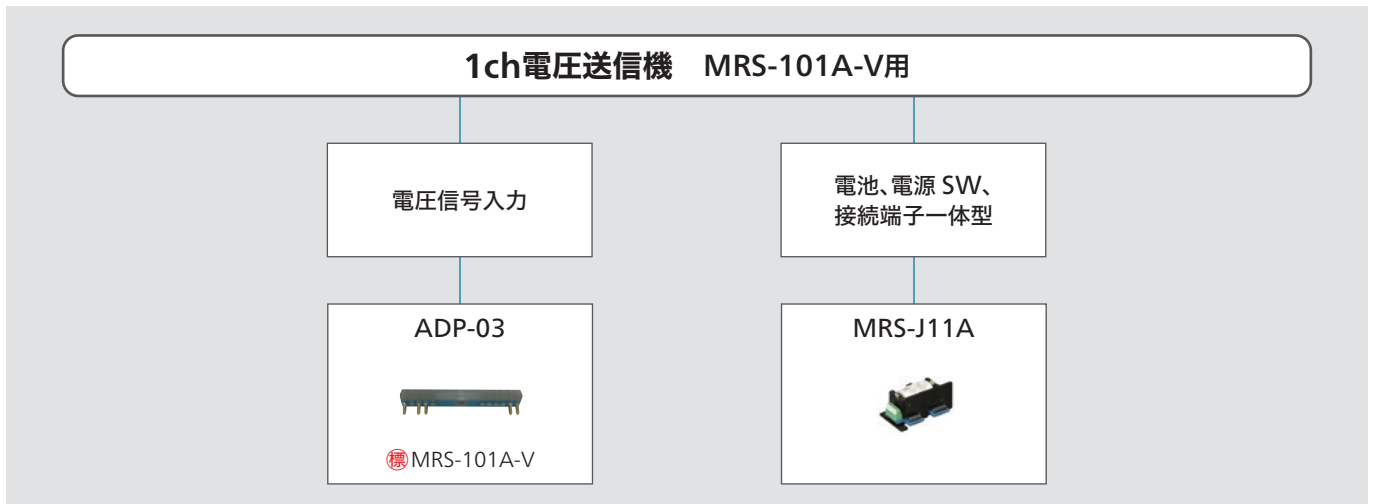 1ch電圧送信機 MRS-101A-V用
電圧信号入力
電池、電源 SW、
接続端子一体型
ADP-03
標MRS-101A-V
MRS-J11A